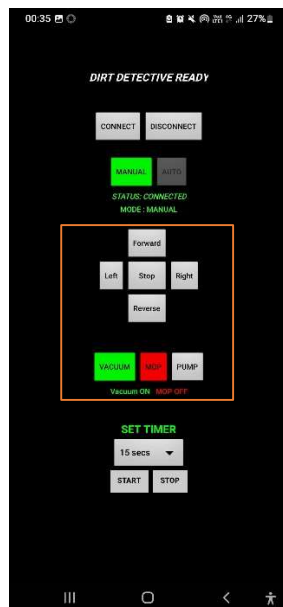 00:35 27%
DIRT DETECTIVE READY
CONNECT DISCONNECT
MANUAL AUTO
STATUS: CONNECTED
MODE : MANUAL
Forward
Left Stop Right
Reverse
VACUUM MOP PUMP
Vacuum ON MOP OFF
SET TIMER
15 secs
START STOP